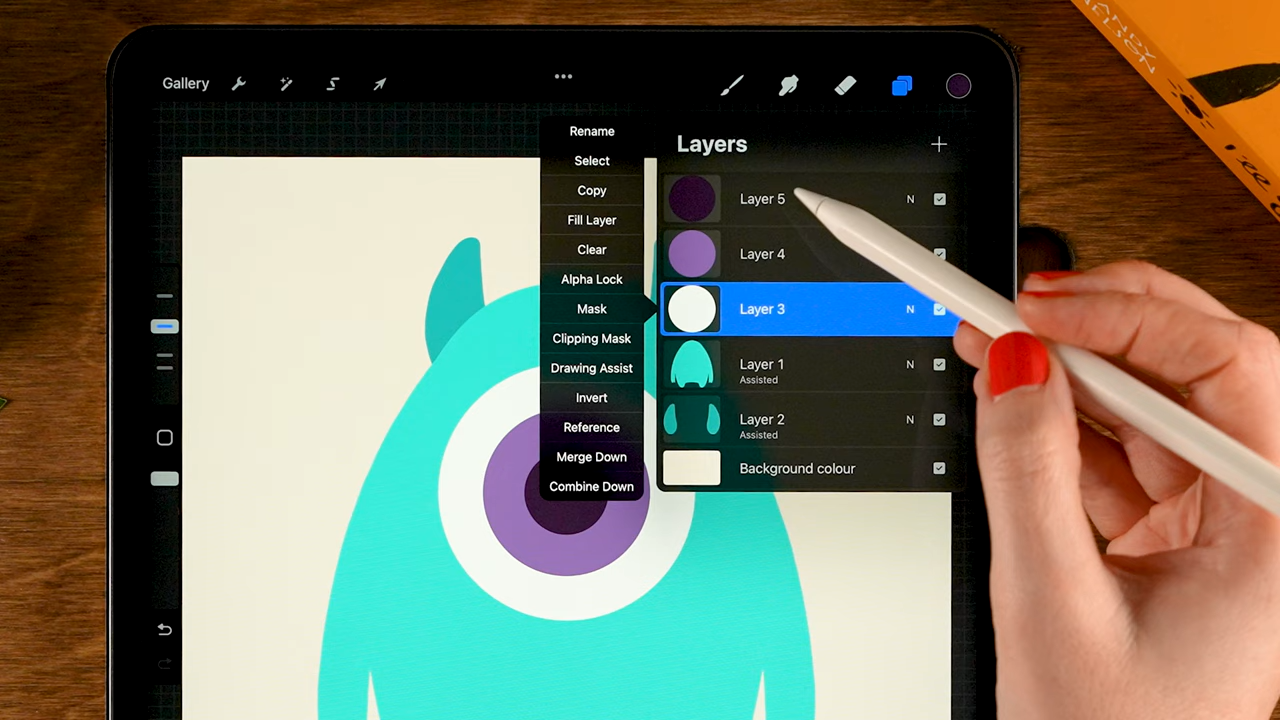 Gallery
Rename
Select
Copy
Fill Layer
Clear
Alpha Lock
Mask
Clipping Mask
Drawing Assist
Invert
Reference
Merge Down
Combine Down
Layers
Layer 5 N
Layer 4
Layer 3 N
Layer 1 N
Assisted
Layer 2 N
Assisted
Background colour